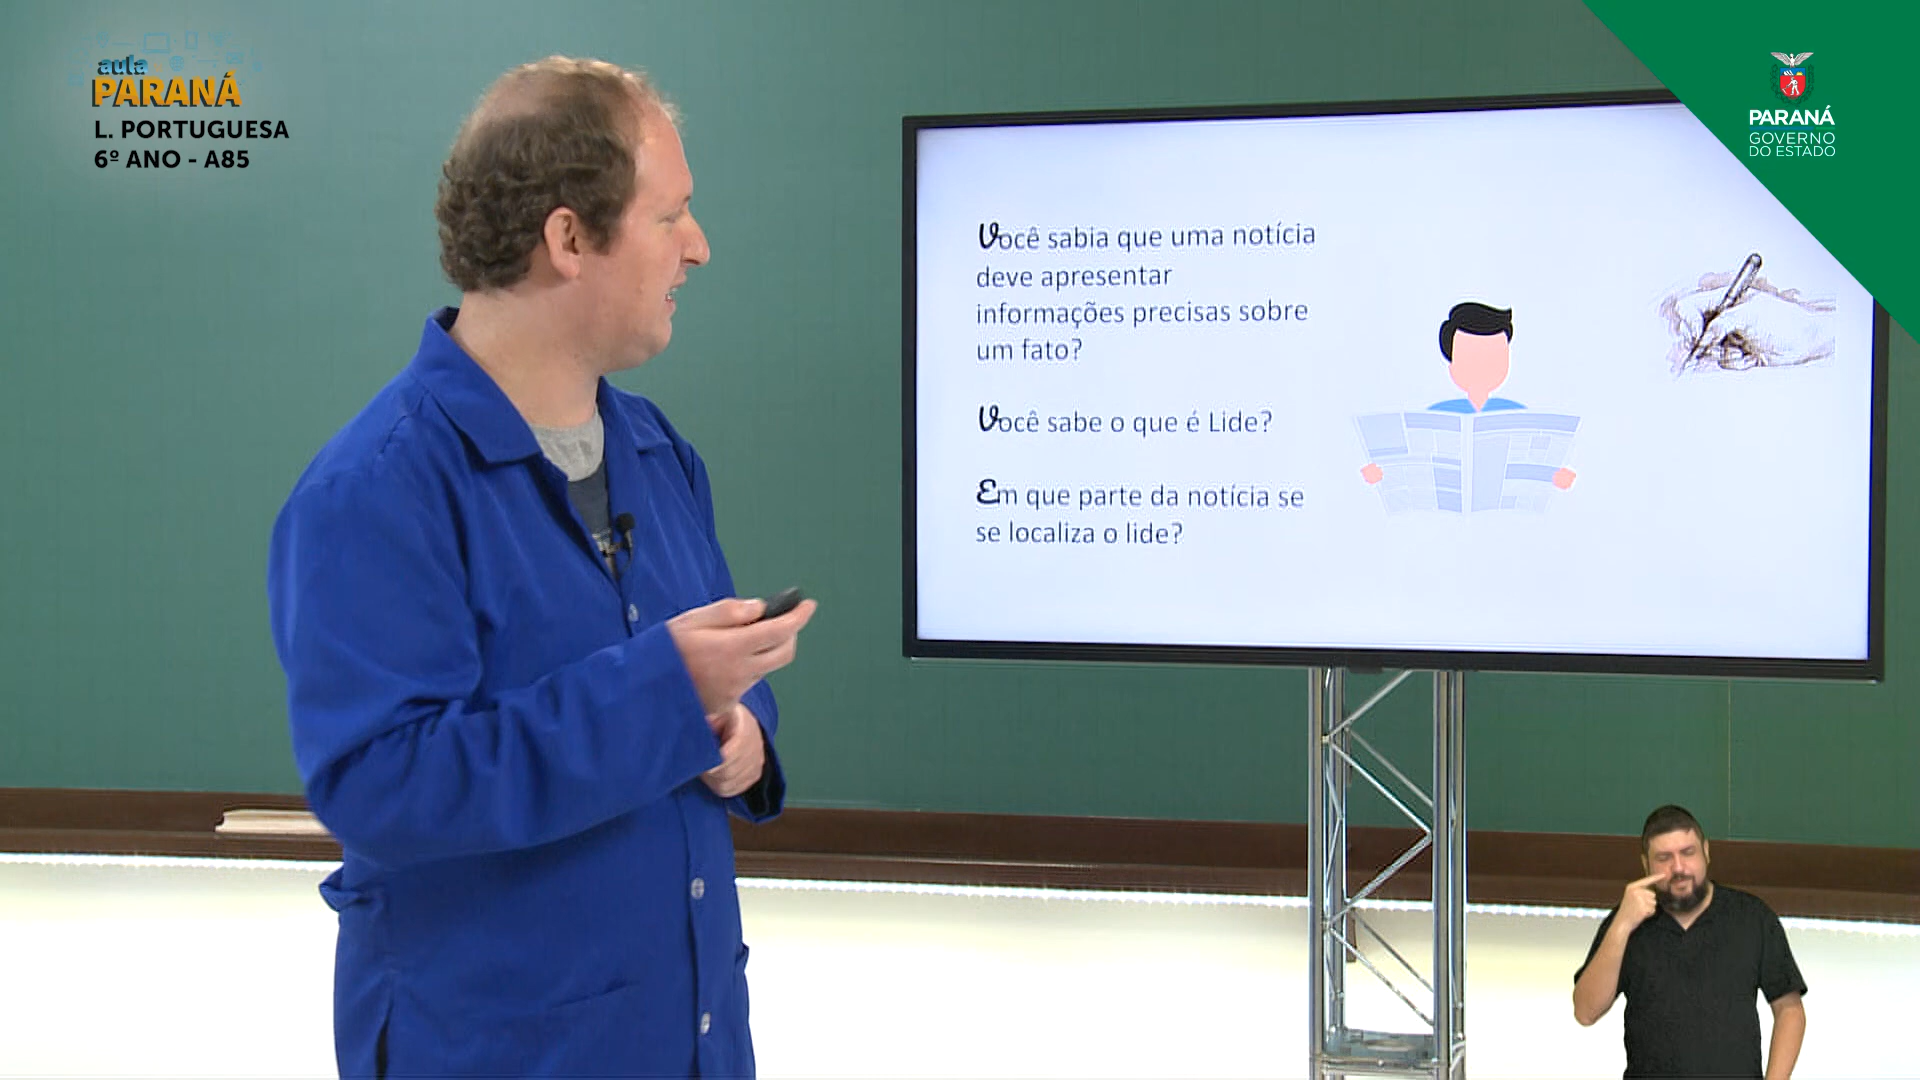 aula
PARANÁ
L. PORTUGUESA
6º ANO - A85
PARANÁ
GOVERNO
DO ESTADO
Você sabia que uma notícia
deve apresentar
informações precisas sobre
um fato?
Você sabe o que é Lide?
Em que parte da notícia se
se localiza o lide?